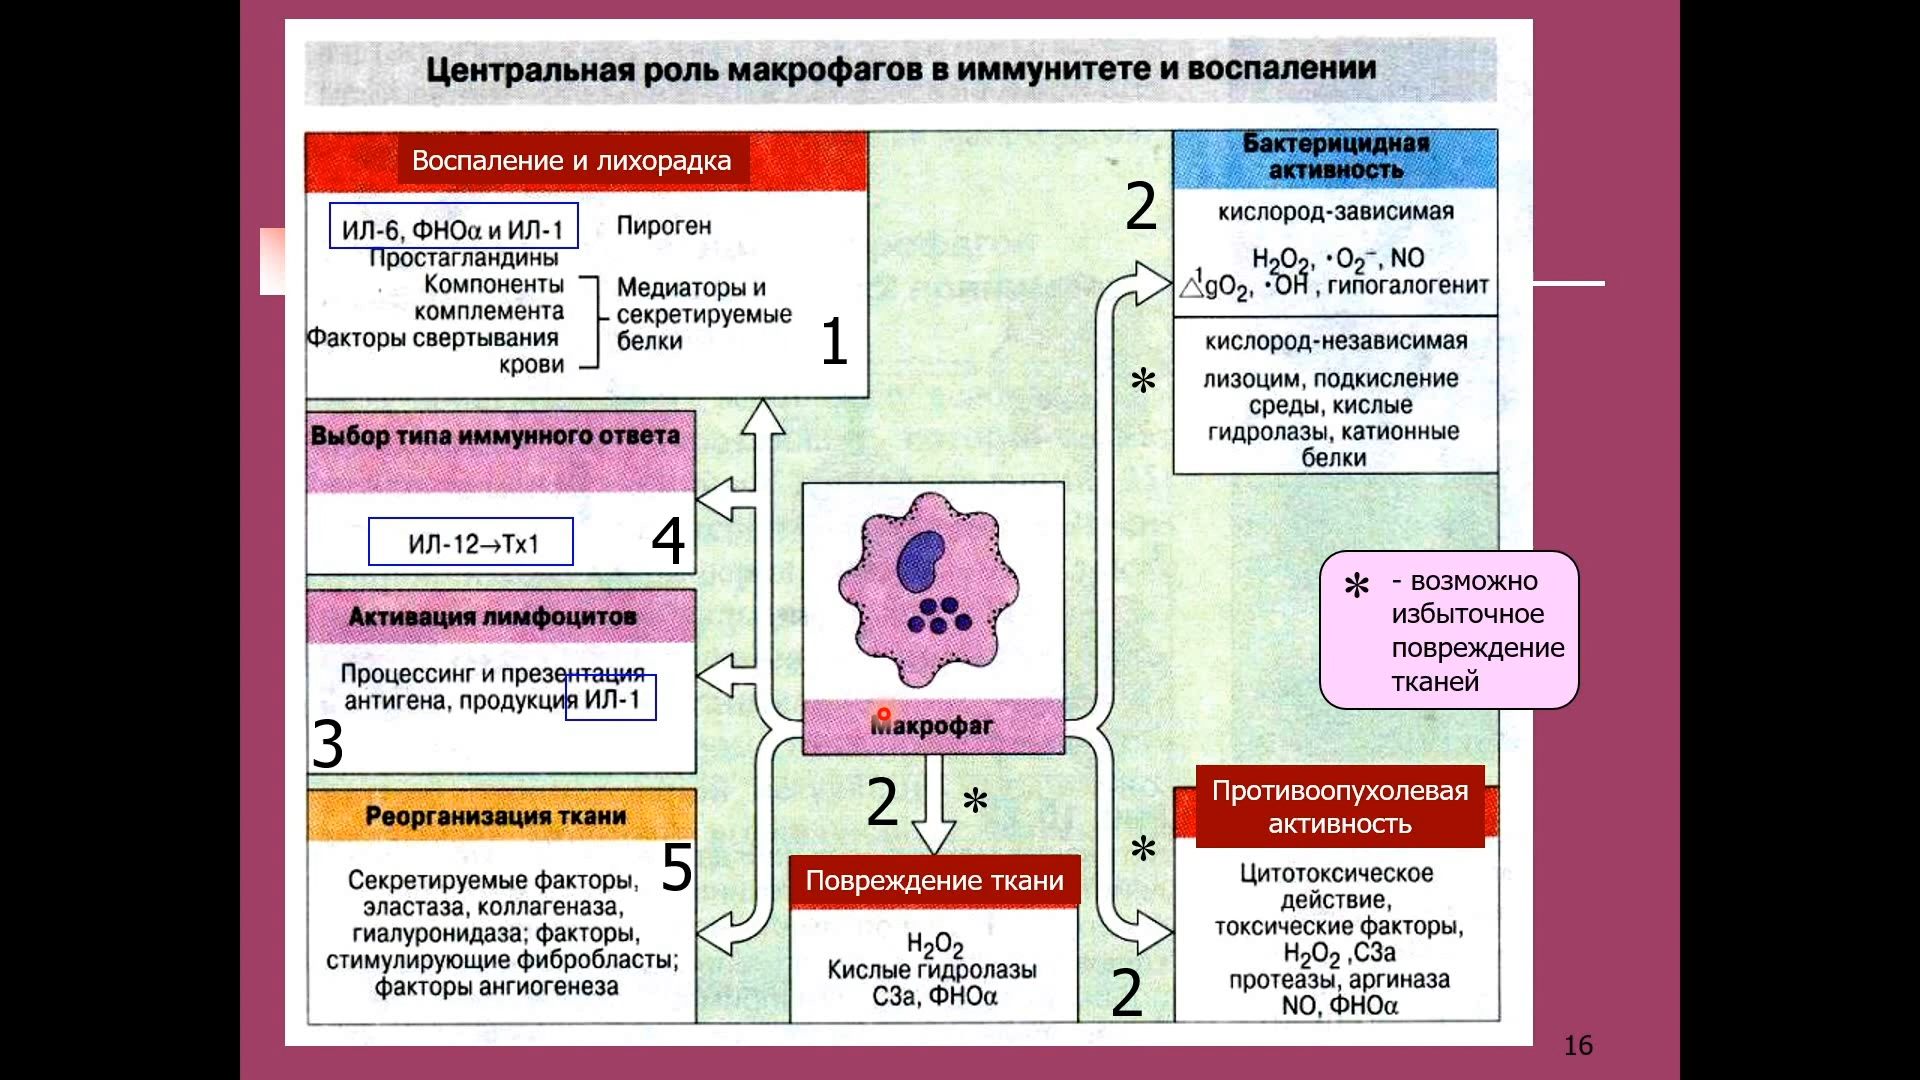 Центральная роль макрофагов в иммунитете и воспалении
Воспаление и лихорадка
ИЛ-6, ФНОα и ИЛ-1
Пироген
Простагландины
Компоненты
комплемента
Факторы свертывания
крови
Медиаторы и
секретируемые
белки
1
Выбор типа иммунного ответа
ИЛ-12→Тх1
4
Активация лимфоцитов
Процессинг и презентация
антигена, продукция ИЛ-1
3
Реорганизация ткани
5
Секретируемые факторы,
эластаза, коллагеназа,
гиалуронидаза; факторы,
стимулирующие фибробласты;
факторы ангиогенеза
Макрофаг
2
*
Повреждение ткани
H₂O₂
Кислые гидролазы
С3а, ФНОα
2
Бактерицидная
активность
кислород-зависимая
H₂O₂, ·O₂⁻, NO
△¹gO₂, ·OH , гипогалогенит
*
кислород-независимая
лизоцим, подкисление
среды, кислые
гидролазы, катионные
белки
* - возможно
избыточное
повреждение
тканей
*
Противоопухолевая
активность
Цитотоксическое
действие,
токсические факторы,
H₂O₂ ,С3а
протеазы, аргиназа
NO, ФНОα
2
16